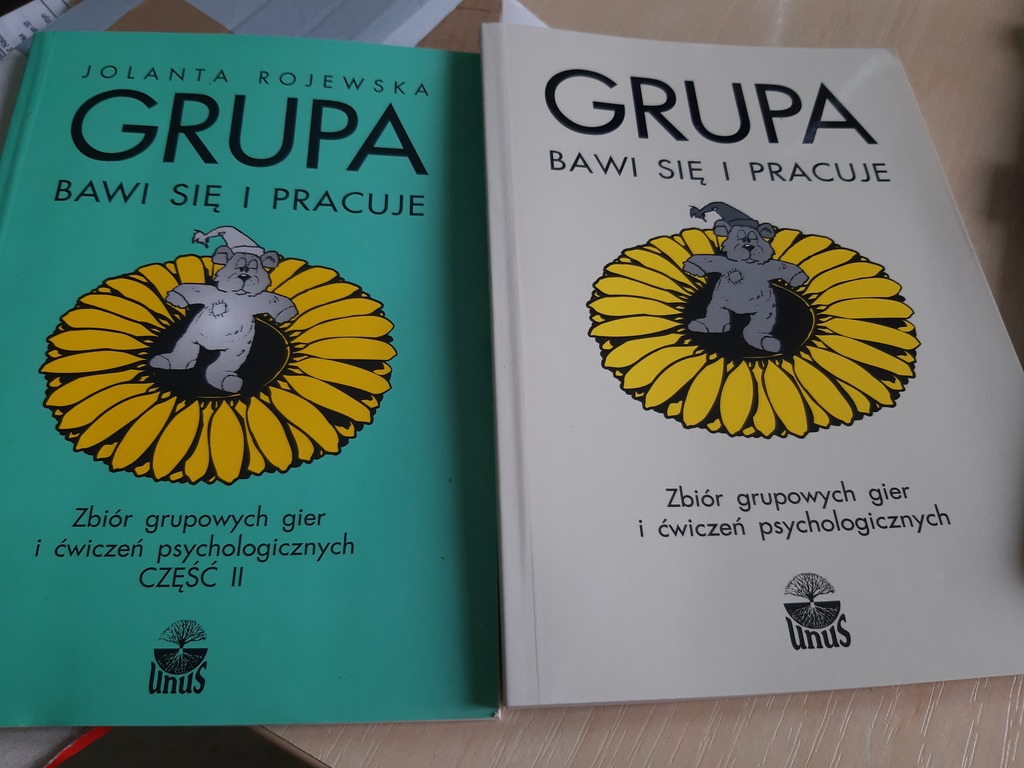 JOLANTA ROJEWSKA
GRUPA
BAWI SIĘ I PRACUJE
Zbiór grupowych gier
i ćwiczeń psychologicznych
CZĘŚĆ II
unus
GRUPA
BAWI SIĘ I PRACUJE
Zbiór grupowych gier
i ćwiczeń psychologicznych
unus